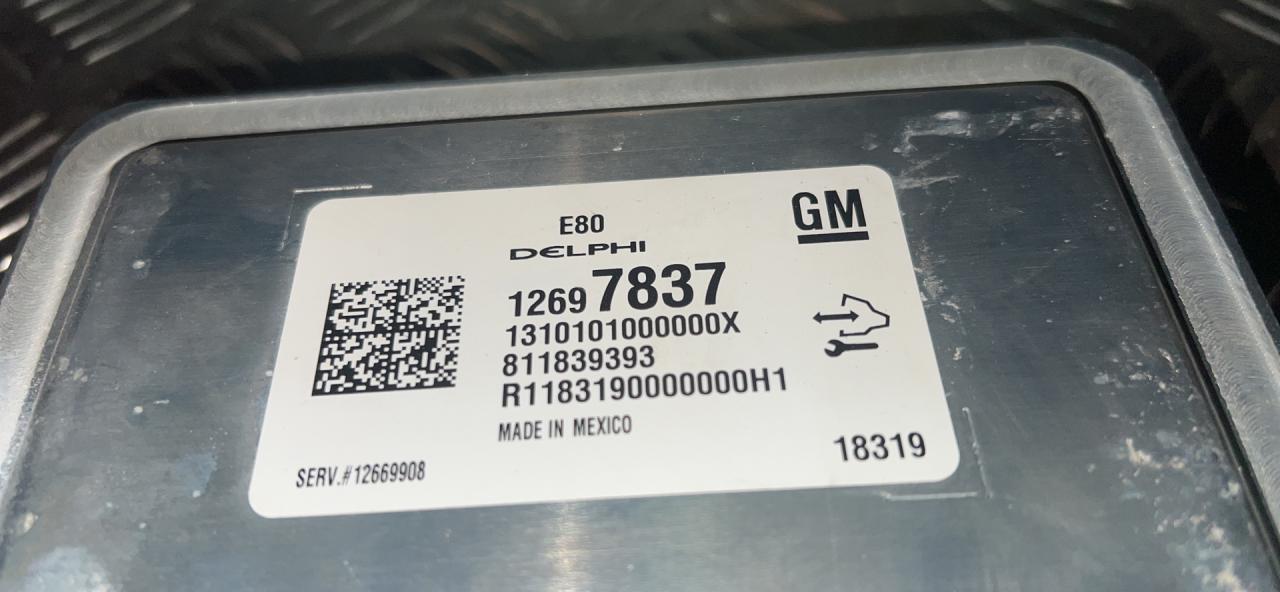 E80
GM
DELPHI
12697837
1310101000000X
811839393
R1183190000000H1
MADE IN MEXICO
18319
SERV.#12669908